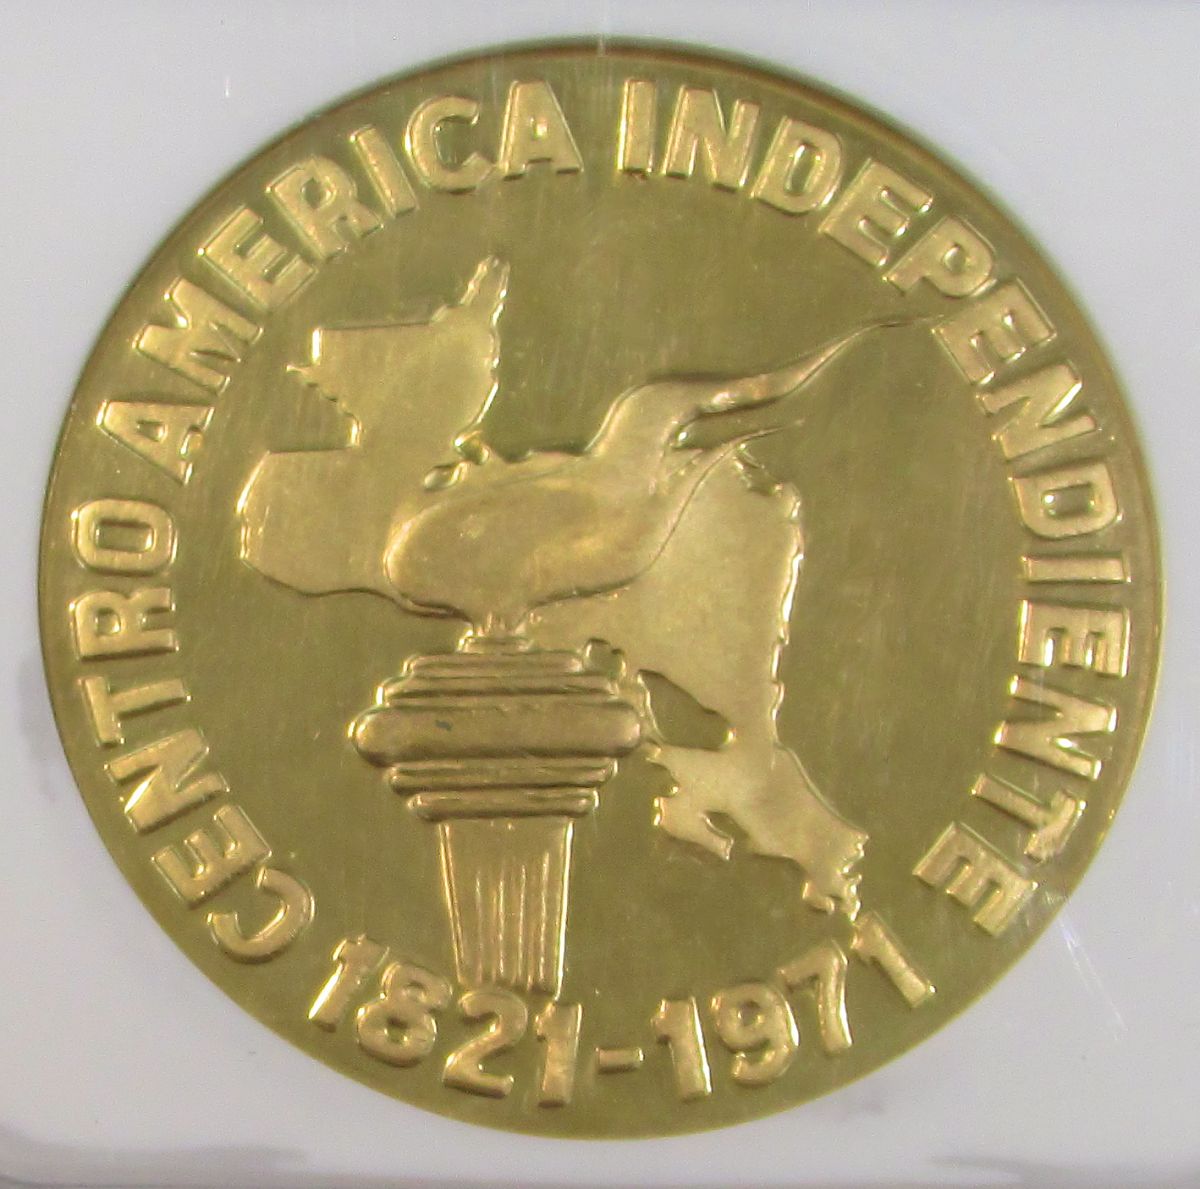 CENTRO AMERICA INDEPENDIENTE
1821-1971